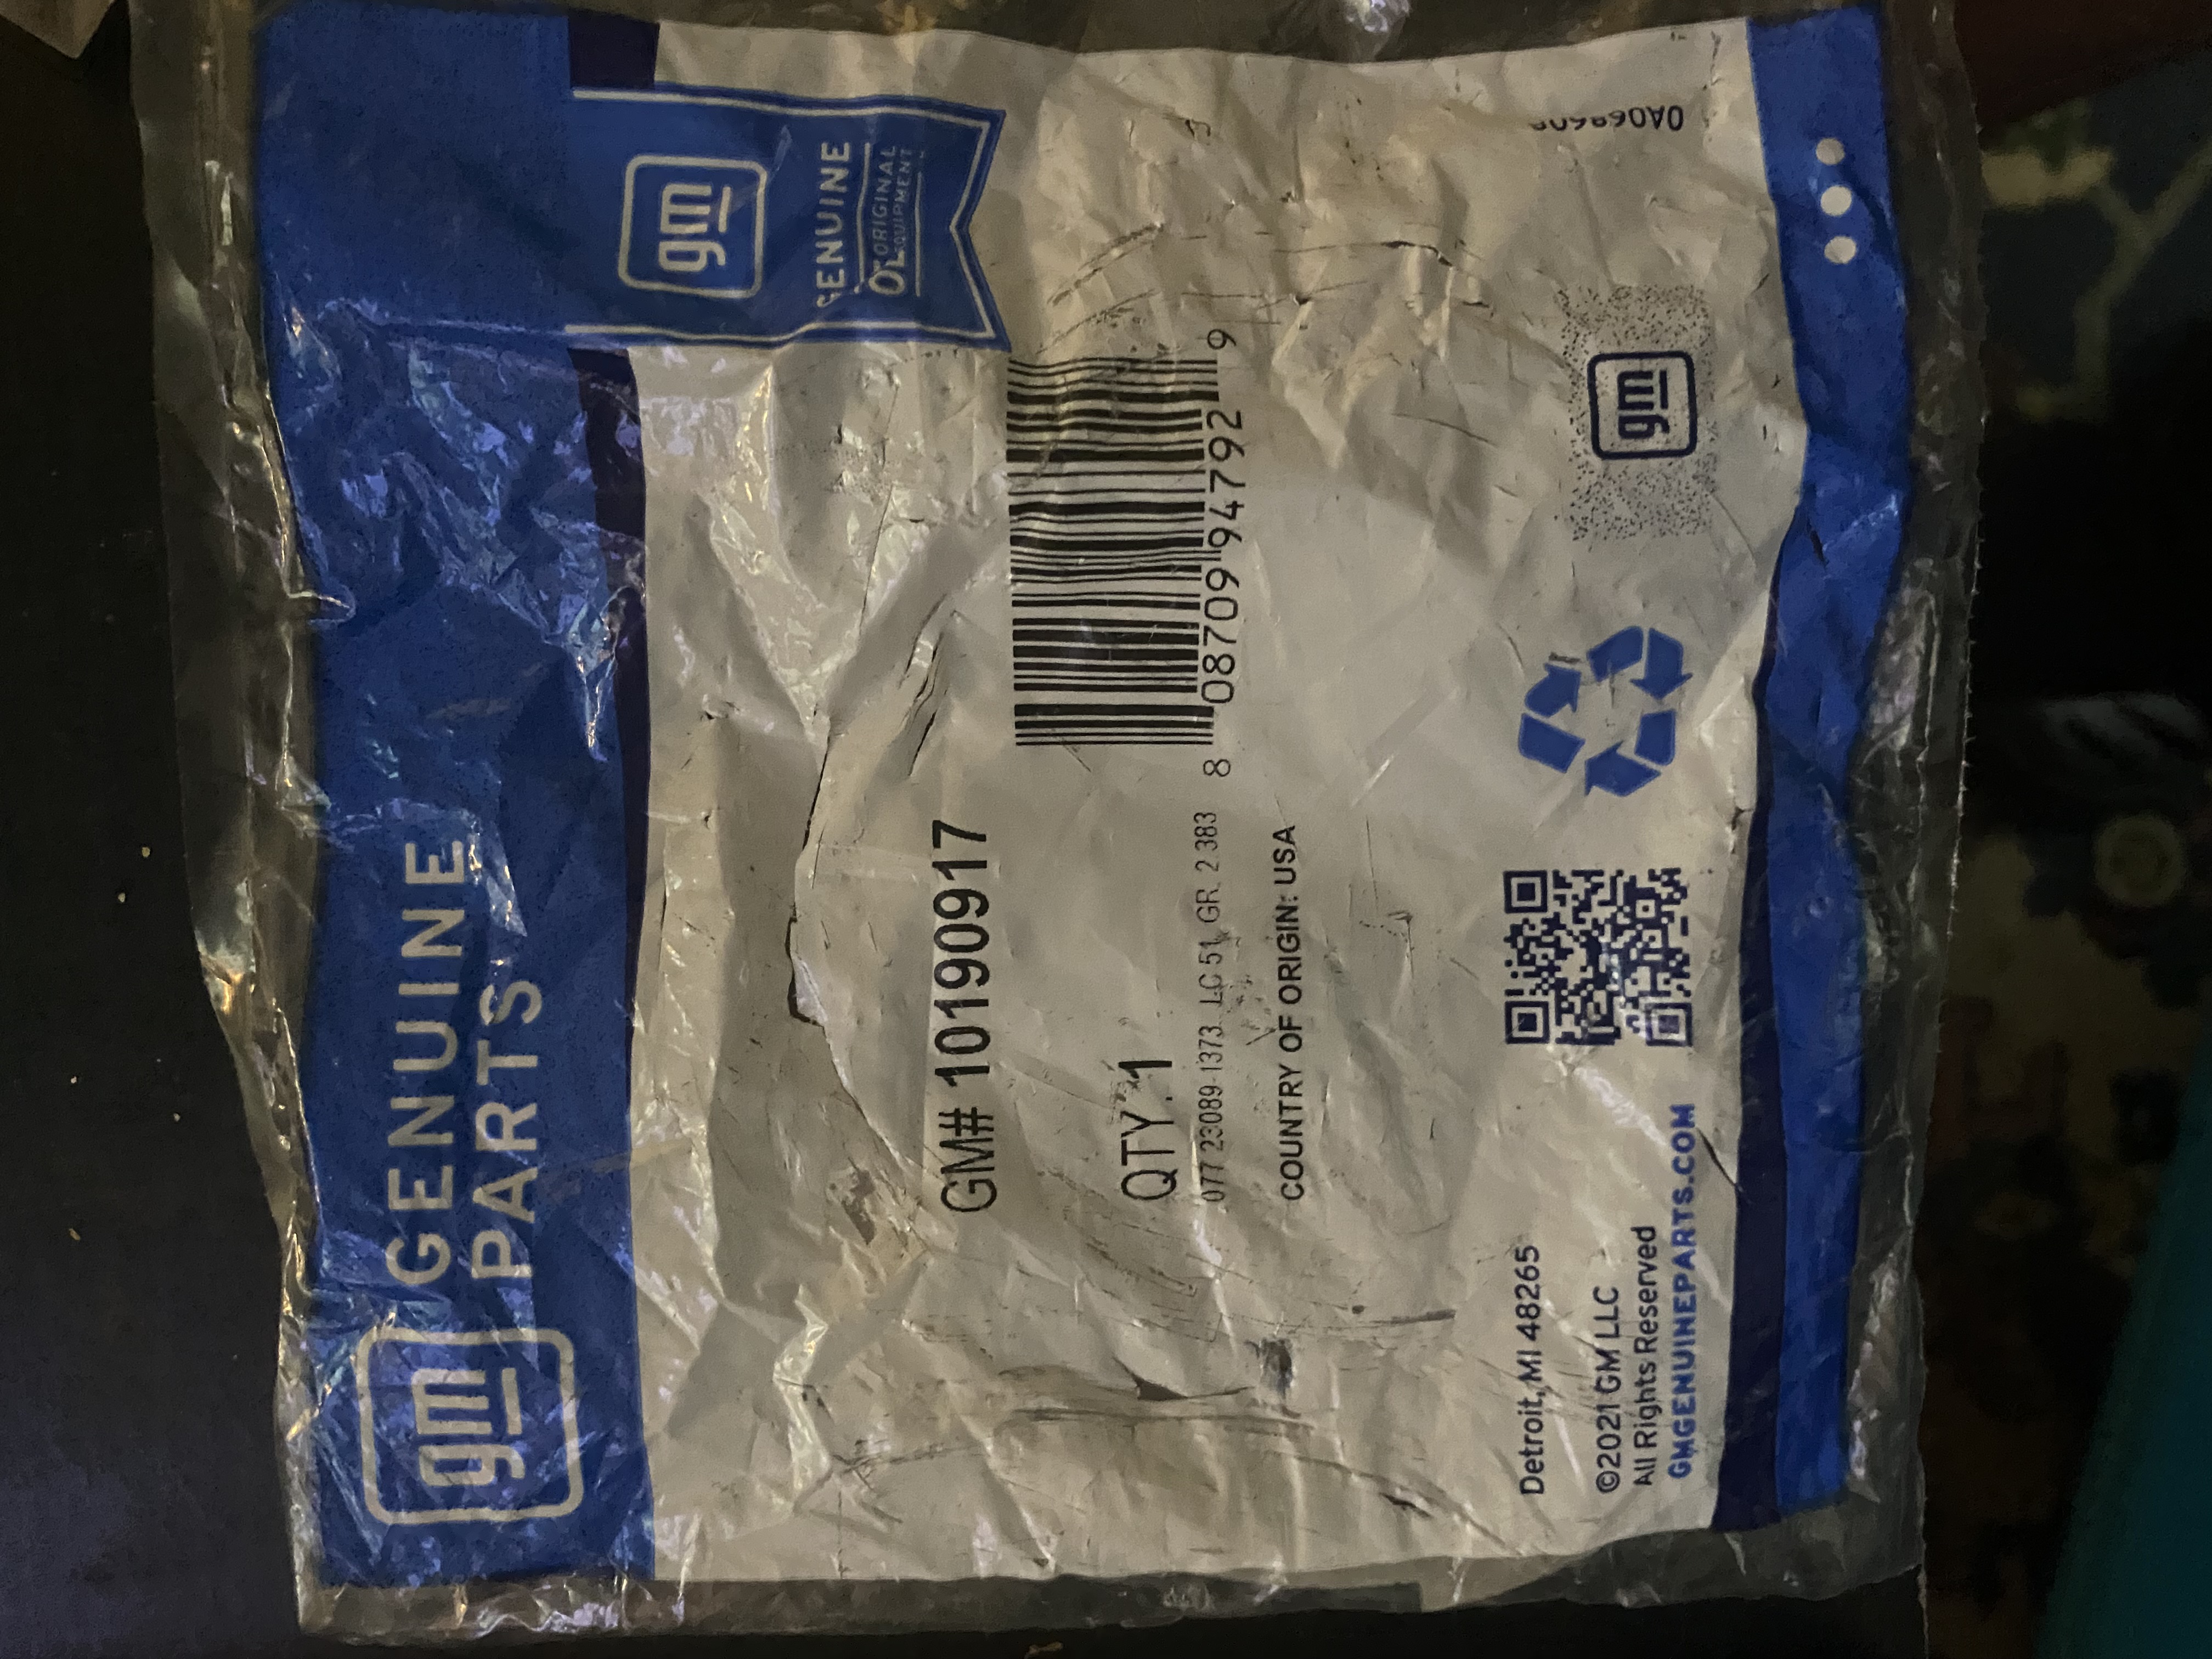 gm
GENUINE
PARTS
gm
GENUINE
OE
ORIGINAL
EQUIPMENT
GM# 10190917
QTY.1
077 23089-1373 LC 51 GR. 2 383
COUNTRY OF ORIGIN: USA
8 08709 94792 9
Detroit, MI 48265
©2021 GM LLC
All Rights Reserved
GMGENUINEPARTS.COM
gm